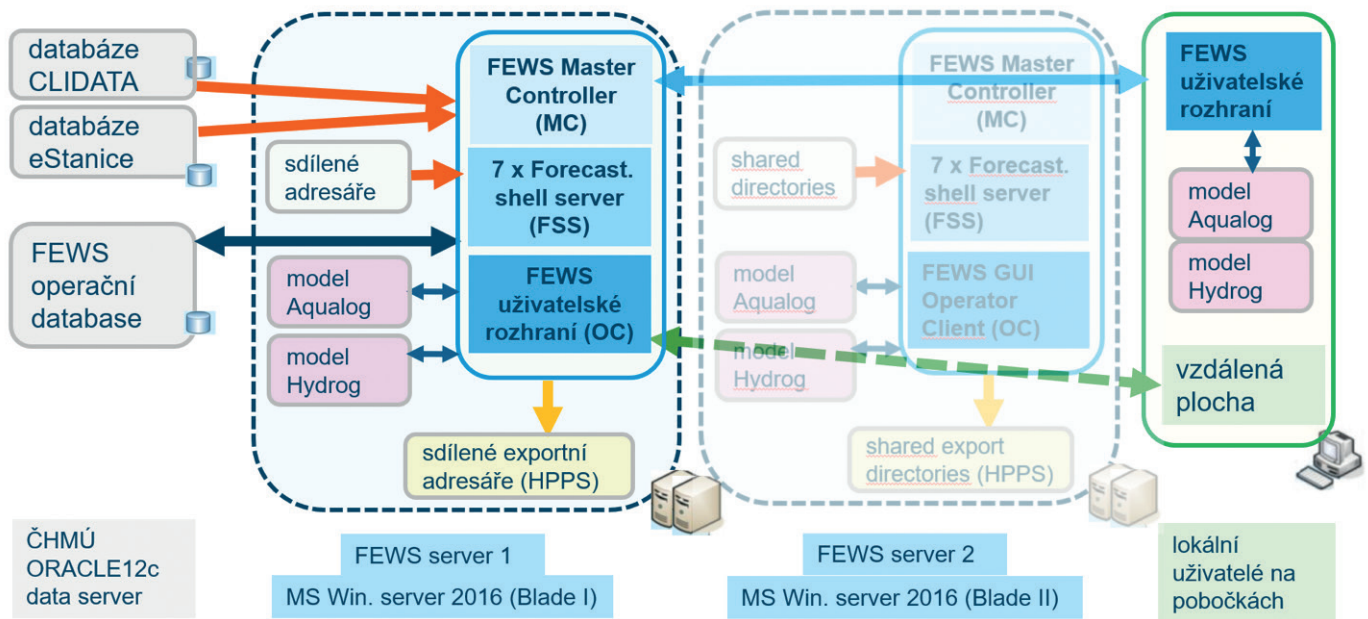 databáze
CLIDATA
databáze
eStanice
FEWS
operační
database
ČHMÚ
ORACLE12c
data server
sdílené
adresáře
model
Aqualog
model
Hydrog
FEWS Master
Controller
(MC)
7 x Forecast.
shell server
(FSS)
FEWS
uživatelské
rozhraní (OC)
sdílené exportní
adresáře (HPPS)
FEWS server 1
MS Win. server 2016 (Blade I)
shared
directories
model
Aqualog
model
Hydrog
FEWS Master
Controller
(MC)
7 x Forecast.
shell server
(FSS)
FEWS GUI
Operator
Client (OC)
shared export
directories (HPPS)
FEWS server 2
MS Win. server 2016 (Blade II)
FEWS
uživatelské
rozhraní
model
Aqualog
model
Hydrog
vzdálená
plocha
lokální
uživatelé na
pobočkách